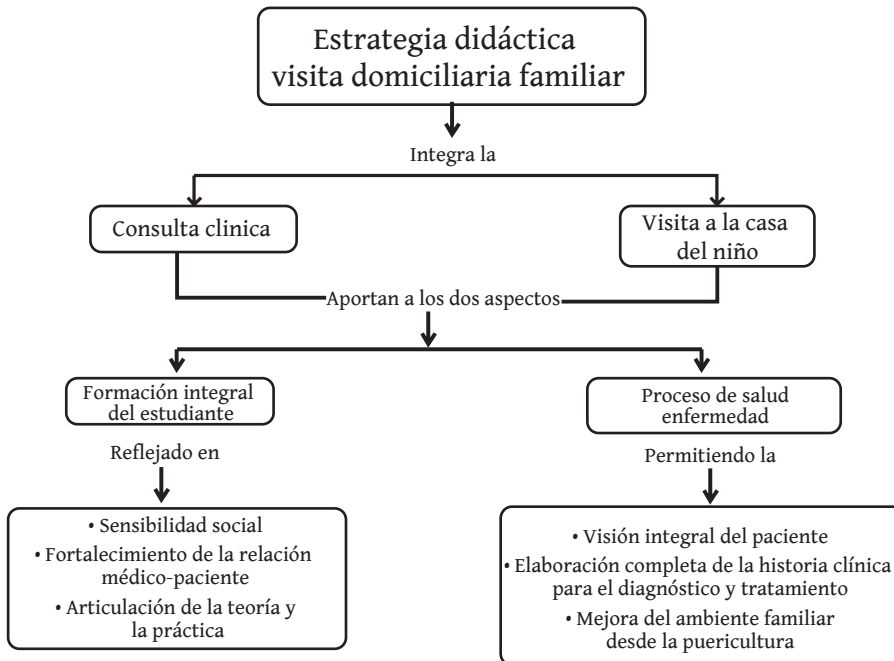 Estrategia didáctica
visita domiciliaria familiar
Integra la
Consulta clinica
Visita a la casa
del niño
Aportan a los dos aspectos
Formación integral
del estudiante
Proceso de salud
enfermedad
Reflejado en
Permitiendo la
• Sensibilidad social
• Fortalecimiento de la relación
médico-paciente
• Articulación de la teoría y
la práctica
• Visión integral del paciente
• Elaboración completa de la historia clínica
para el diagnóstico y tratamiento
• Mejora del ambiente familiar
desde la puericultura